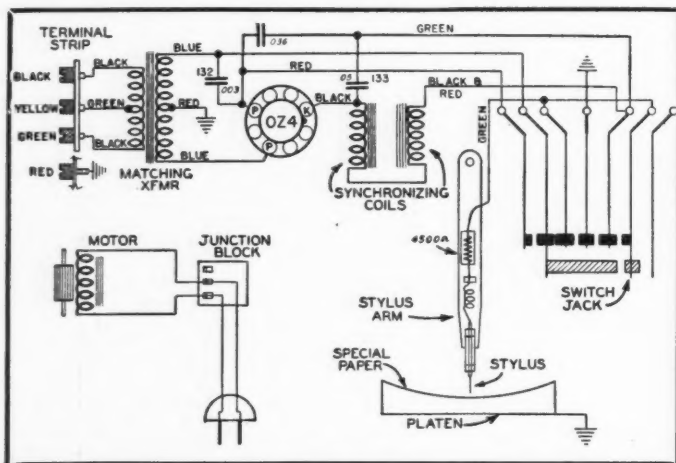 TERMINAL
STRIP
BLACK
YELLOW
GREEN
RED
BLACK
GREEN
BLACK
MATCHING
XFMR
BLUE
132
.003
RED
BLUE
.036
RED
GREEN
P
K
P
OZ4
BLACK
.05
133
BLACK &
RED
GREEN
SYNCHRONIZING
COILS
MOTOR
JUNCTION
BLOCK
4500Ω
STYLUS
ARM
SWITCH
JACK
SPECIAL
PAPER
STYLUS
PLATEN